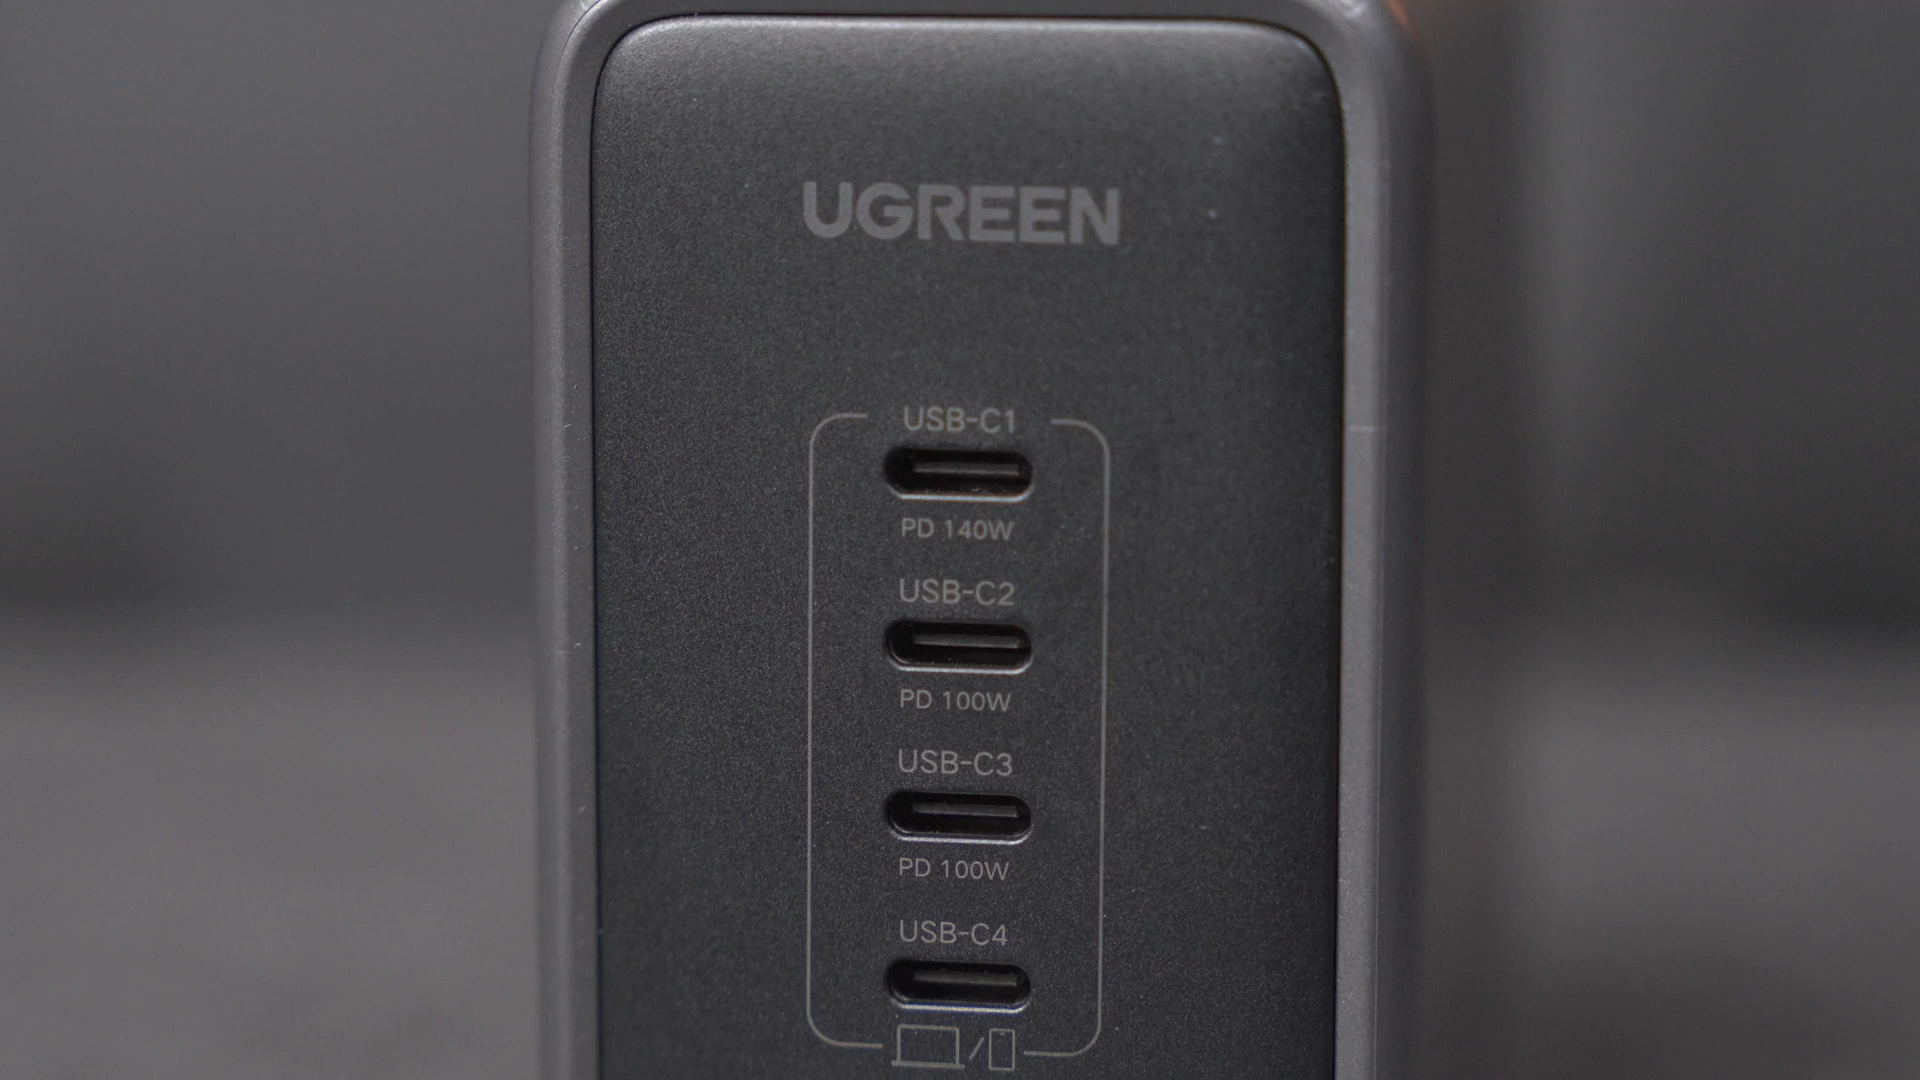 UGREEN
USB-C1
PD 140W
USB-C2
PD 100W
USB-C3
PD 100W
USB-C4